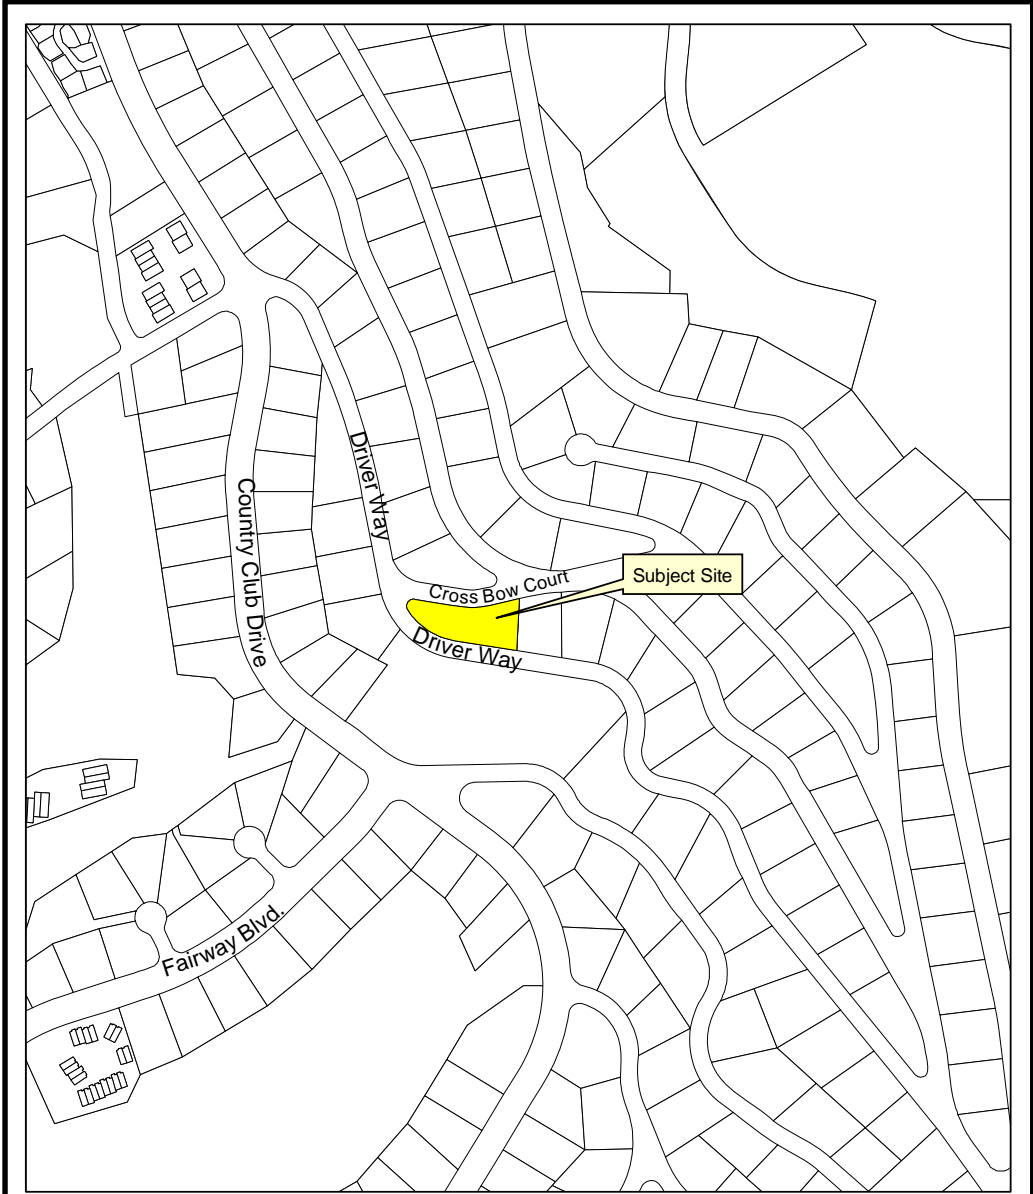 Driver Way
Country Club Drive
Subject Site
Cross Bow Court
Driver Way
Fairway Blvd.